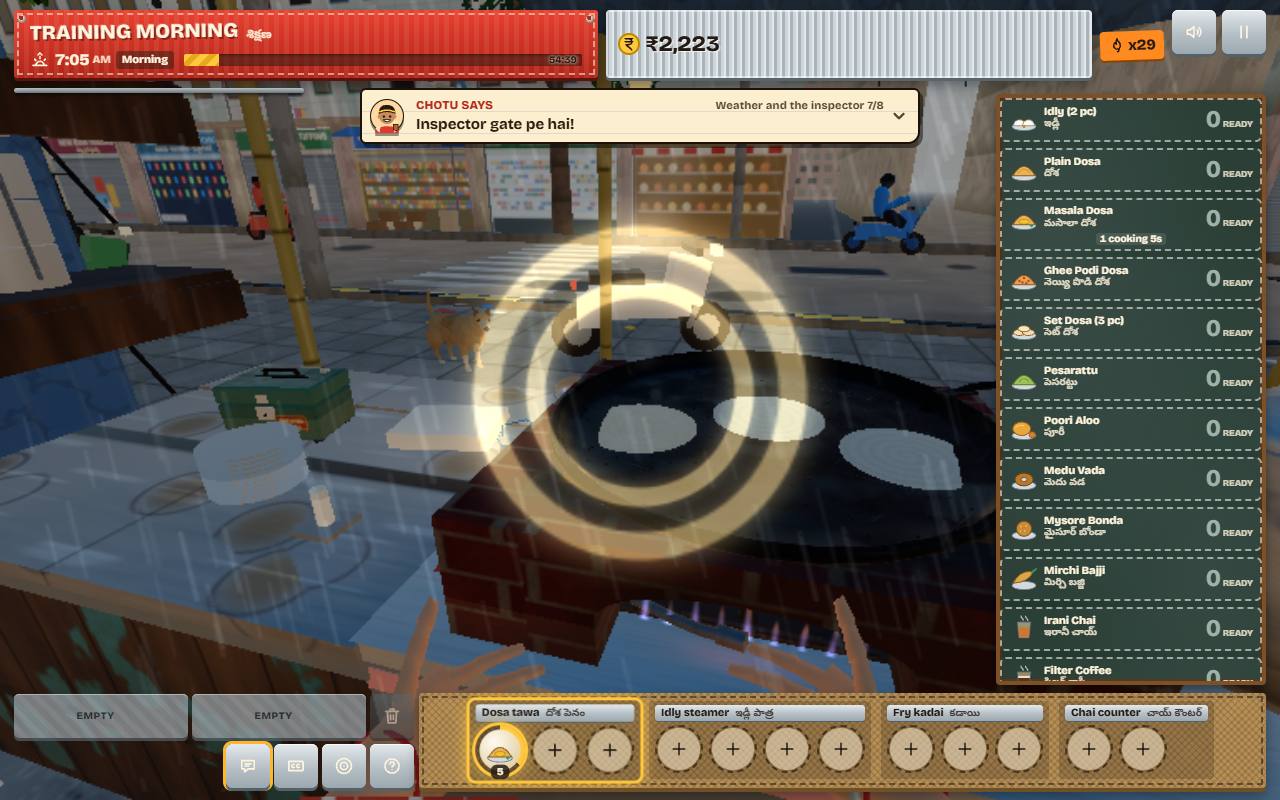 TRAINING MORNING శిక్షణ
7:05 AM Morning 54:39
₹2,223
x29
CHOTU SAYS Weather and the inspector 7/8
Inspector gate pe hai!
Idly (2 pc) 0 READY
ఇడ్లీ
Plain Dosa 0 READY
దోశ
Masala Dosa 0 READY
మసాలా దోశ
1 cooking 5s
Ghee Podi Dosa 0 READY
నెయ్యి పొడి దోశ
Set Dosa (3 pc) 0 READY
సెట్ దోశ
Pesarattu 0 READY
పెసరట్టు
Poori Aloo 0 READY
పూరీ
Medu Vada 0 READY
మెదు వడ
Mysore Bonda 0 READY
మైసూర్ బోండా
Mirchi Bajji 0 READY
మిర్చి బజ్జి
Irani Chai 0 READY
ఇరానీ చాయ్
Filter Coffee 0 READY
EMPTY EMPTY
Dosa tawa దోశ పెనం Idly steamer ఇడ్లీ పాత్ర Fry kadai కడాయి Chai counter చాయ్ కౌంటర్
5
CC